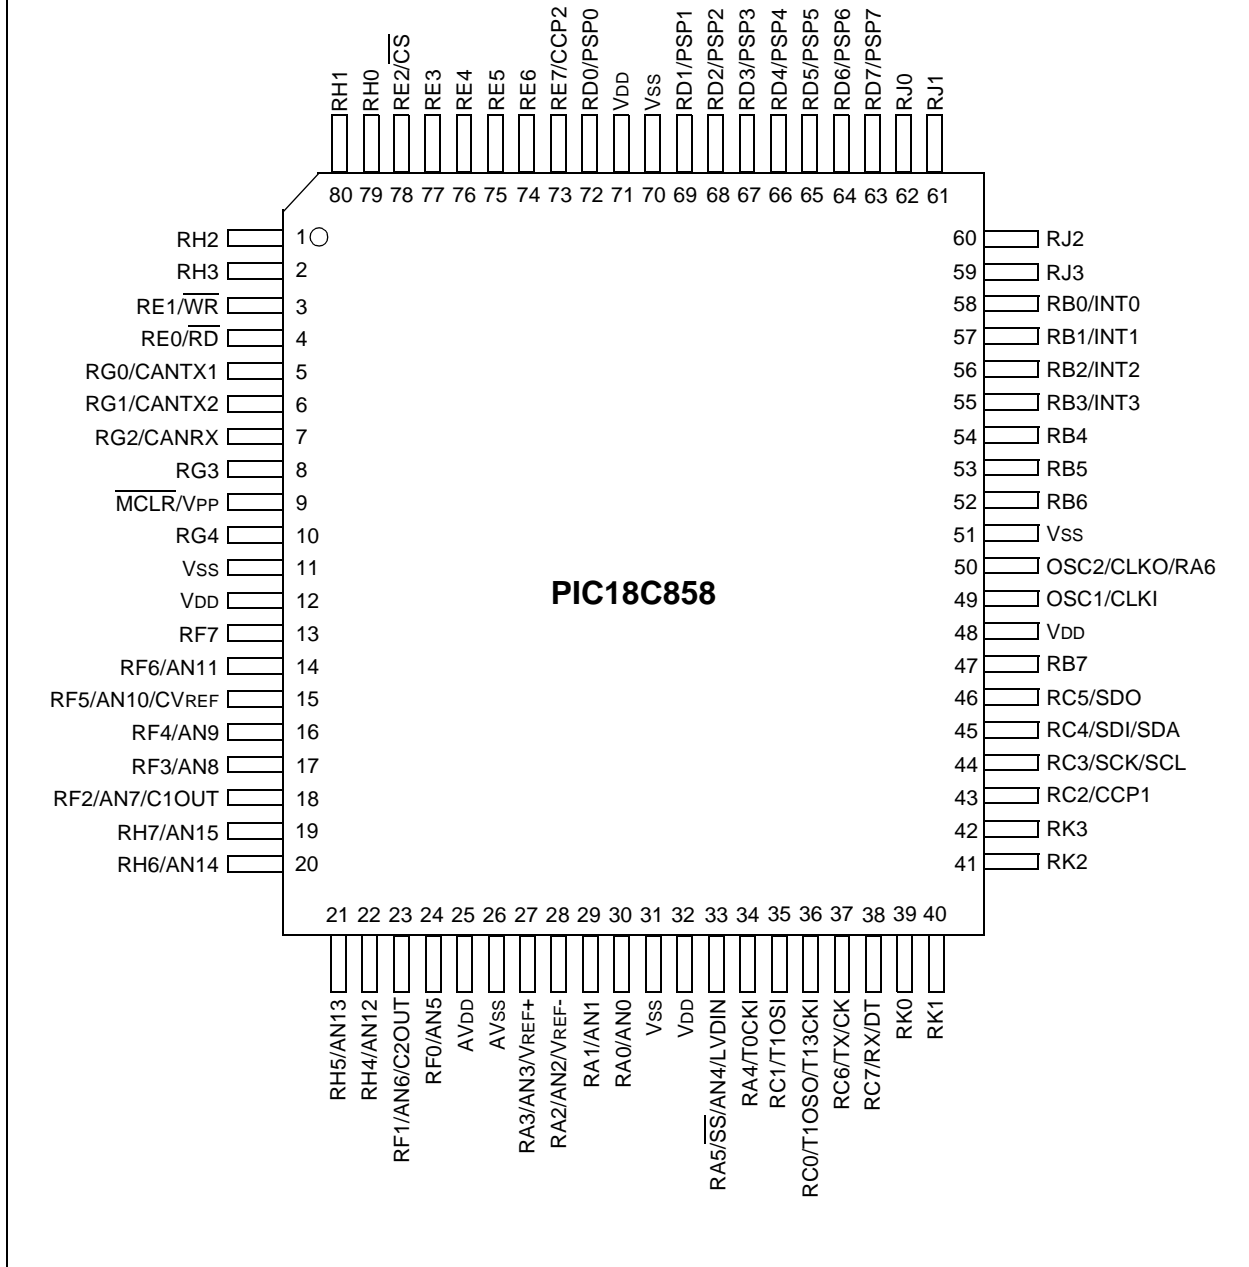 RH1
RH0
RE2/CS
RE3
RE4
RE5
RE6
RE7/CCP2
RD0/PSP0
VDD
VSS
RD1/PSP1
RD2/PSP2
RD3/PSP3
RD4/PSP4
RD5/PSP5
RD6/PSP6
RD7/PSP7
RJ0
RJ1
80 79 78 77 76 75 74 73 72 71 70 69 68 67 66 65 64 63 62 61
RH2 1
RH3 2
RE1/WR 3
RE0/RD 4
RG0/CANTX1 5
RG1/CANTX2 6
RG2/CANRX 7
RG3 8
MCLR/VPP 9
RG4 10
VSS 11
VDD 12
RF7 13
RF6/AN11 14
RF5/AN10/CVREF 15
RF4/AN9 16
RF3/AN8 17
RF2/AN7/C1OUT 18
RH7/AN15 19
RH6/AN14 20
PIC18C858
60 RJ2
59 RJ3
58 RB0/INT0
57 RB1/INT1
56 RB2/INT2
55 RB3/INT3
54 RB4
53 RB5
52 RB6
51 VSS
50 OSC2/CLKO/RA6
49 OSC1/CLKI
48 VDD
47 RB7
46 RC5/SDO
45 RC4/SDI/SDA
44 RC3/SCK/SCL
43 RC2/CCP1
42 RK3
41 RK2
21 22 23 24 25 26 27 28 29 30 31 32 33 34 35 36 37 38 39 40
RH5/AN13
RH4/AN12
RF1/AN6/C2OUT
RF0/AN5
AVDD
AVSS
RA3/AN3/VREF+
RA2/AN2/VREF-
RA1/AN1
RA0/AN0
VSS
VDD
RA5/SS/AN4/LVDIN
RA4/T0CKI
RC1/T1OSI
RC0/T1OSO/T13CKI
RC6/TX/CK
RC7/RX/DT
RK0
RK1